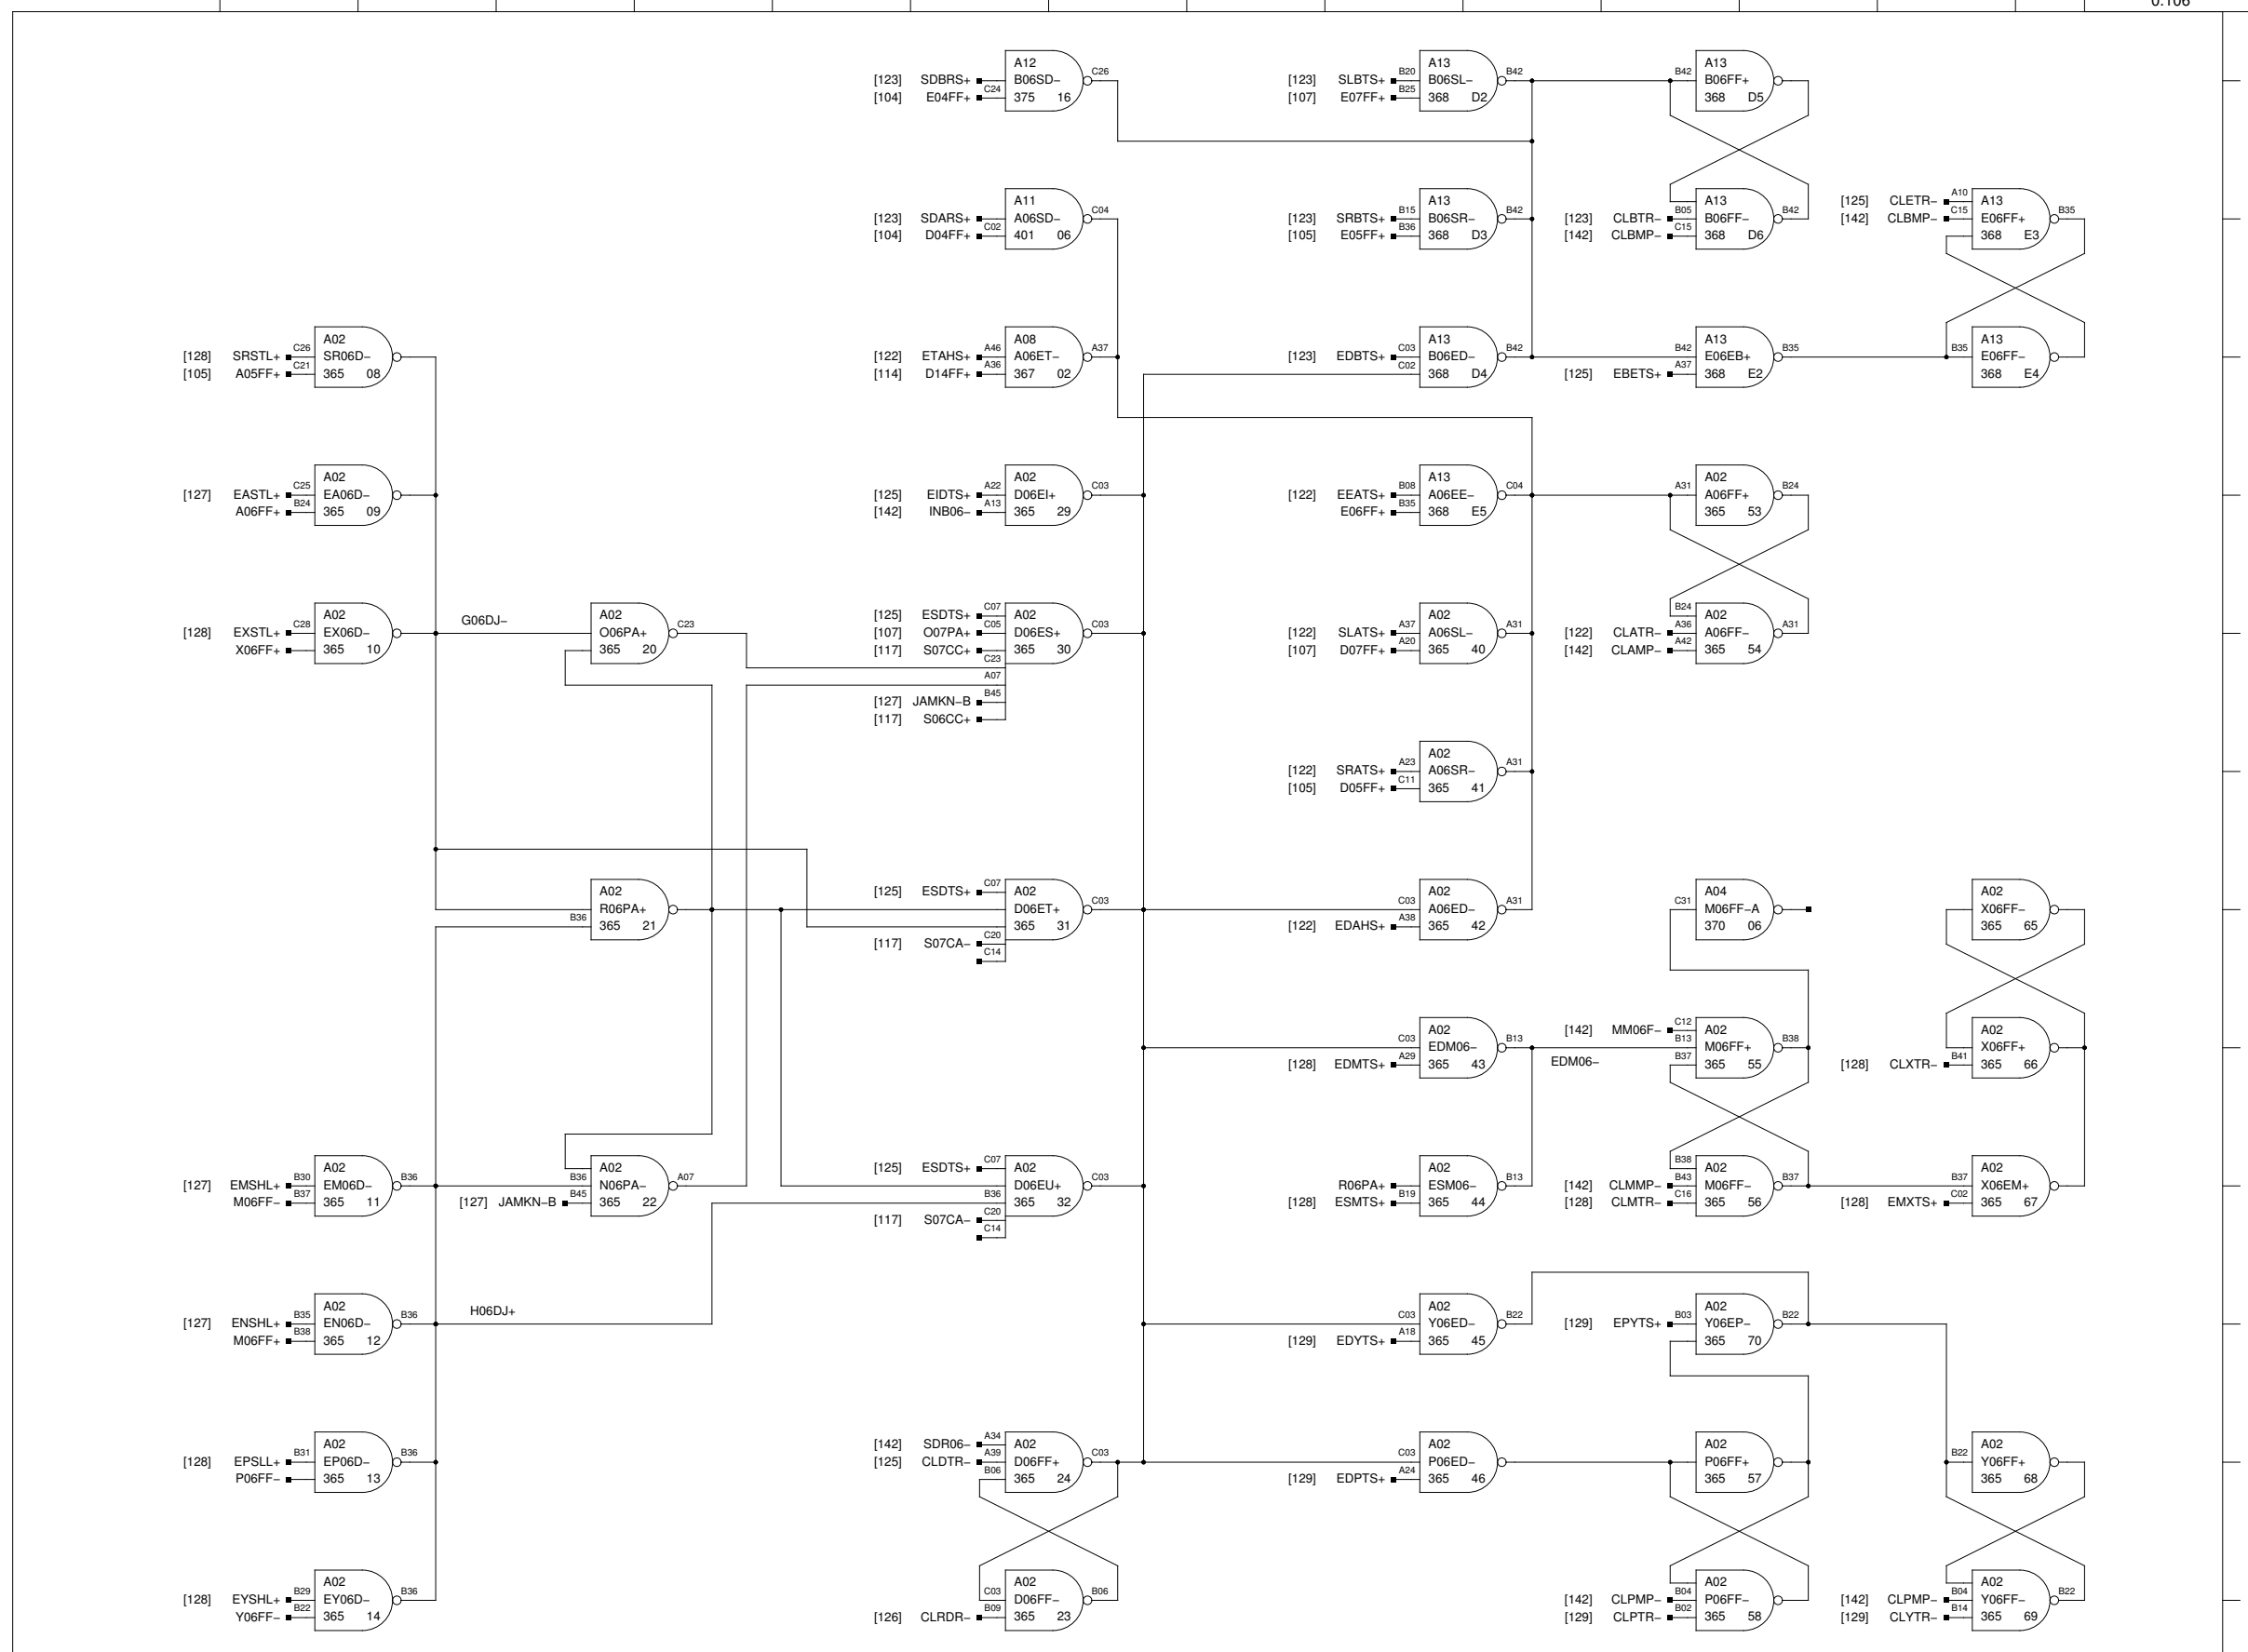 0.106
A12
[123] SDBRS+ B06SD− C26
[104] E04FF+ C24 375 16
A13
[123] SLBTS+ B20 B06SL− B42
[107] E07FF+ B25 368 D2
A13
B42 B06FF+
368 D5
A11
[123] SDARS+ A06SD− C04
[104] D04FF+ C02 401 06
A13
[123] SRBTS+ B15 B06SR− B42
[105] E05FF+ B36 368 D3
A13
[123] CLBTR− B05 B06FF− B42
[142] CLBMP− C15 368 D6
[125] CLETR− A10 A13
[142] CLBMP− C15 E06FF+ B35
368 E3
A02
[128] SRSTL+ C26 SR06D−
[105] A05FF+ C21 365 08
A08
[122] ETAHS+ A46 A06ET− A37
[114] D14FF+ A36 367 02
A13
[123] EDBTS+ C03 B06ED− B42
C02 368 D4
A13
B42 E06EB+ B35
[125] EBETS+ A37 368 E2
A13
B35 E06FF−
368 E4
A02
[127] EASTL+ C25 EA06D−
A06FF+ B24 365 09
A02
[125] EIDTS+ A22 D06EI+ C03
[142] INB06− A13 365 29
A13
[122] EEATS+ B08 A06EE− C04
E06FF+ B35 368 E5
A02
A31 A06FF+ B24
365 53
A02
[128] EXSTL+ C28 EX06D−
X06FF+ 365 10
G06DJ−
A02
O06PA+ C23
365 20
[125] ESDTS+ C07 A02
[107] O07PA+ C05 D06ES+ C03
[117] S07CC+ 365 30
C23
A07
[127] JAMKN−B B45
[117] S06CC+
A02
[122] SLATS+ A37 A06SL− A31
[107] D07FF+ A20 365 40
B24 A02
[122] CLATR− A36 A06FF− A31
[142] CLAMP− A42 365 54
A02
[122] SRATS+ A23 A06SR− A31
[105] D05FF+ C11 365 41
A02
R06PA+
B36 365 21
[125] ESDTS+ C07 A02
D06ET+ C03
365 31
[117] S07CA− C20
C14
A02
C03 A06ED− A31
[122] EDAHS+ A38 365 42
A04
C31 M06FF−A
370 06
A02
X06FF−
365 65
A02
C03 EDM06− B13
[128] EDMTS+ A29 365 43
EDM06−
[142] MM06F− C12 A02
B13 M06FF+ B38
B37 365 55
A02
X06FF+
[128] CLXTR− B41 365 66
A02
[127] EMSHL+ B30 EM06D− B36
M06FF− B37 365 11
A02
B36 N06PA− A07
[127] JAMKN−B B45 365 22
[125] ESDTS+ C07 A02
D06EU+ C03
B36 365 32
[117] S07CA− C20
C14
A02
R06PA+ ESM06− B13
[128] ESMTS+ B19 365 44
B38 A02
[142] CLMMP− B43 M06FF− B37
[128] CLMTR− C16 365 56
A02
B37 X06EM+
[128] EMXTS+ C02 365 67
A02
[127] ENSHL+ B35 EN06D− B36
M06FF+ B38 365 12
H06DJ+
A02
C03 Y06ED− B22
[129] EDYTS+ A18 365 45
A02
[129] EPYTS+ B03 Y06EP− B22
365 70
A02
[128] EPSLL+ B31 EP06D− B36
P06FF− 365 13
[142] SDR06− A34 A02
[125] CLDTR− A39 D06FF+ C03
B06 365 24
A02
C03 P06ED−
[129] EDPTS+ A24 365 46
A02
P06FF+
365 57
A02
B22 Y06FF+
365 68
A02
[128] EYSHL+ B29 EY06D− B36
Y06FF− B22 365 14
A02
C03 D06FF− B06
[126] CLRDR− B09 365 23
A02
[142] CLPMP− B04 P06FF−
[129] CLPTR− B02 365 58
A02
[142] CLPMP− B04 Y06FF− B22
[129] CLYTR− B14 365 69